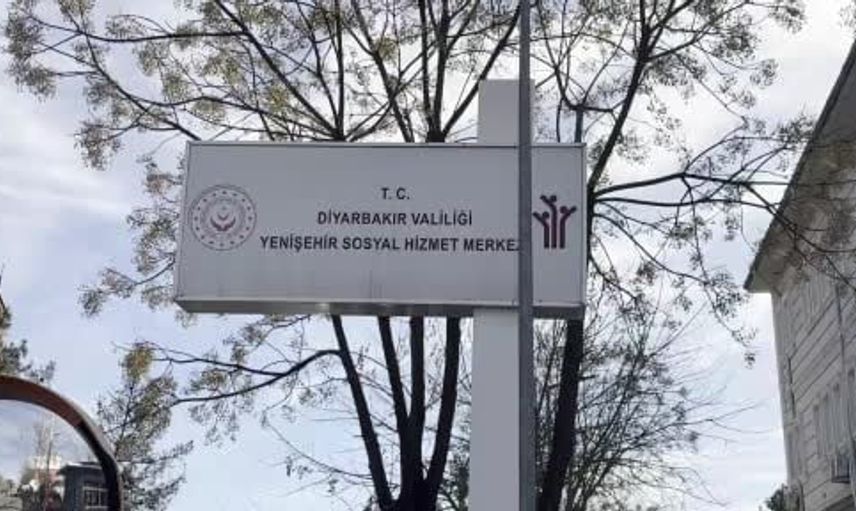 T. C.
DİYARBAKIR VALİLİĞİ
YENİŞEHİR SOSYAL HİZMET MERKEZ